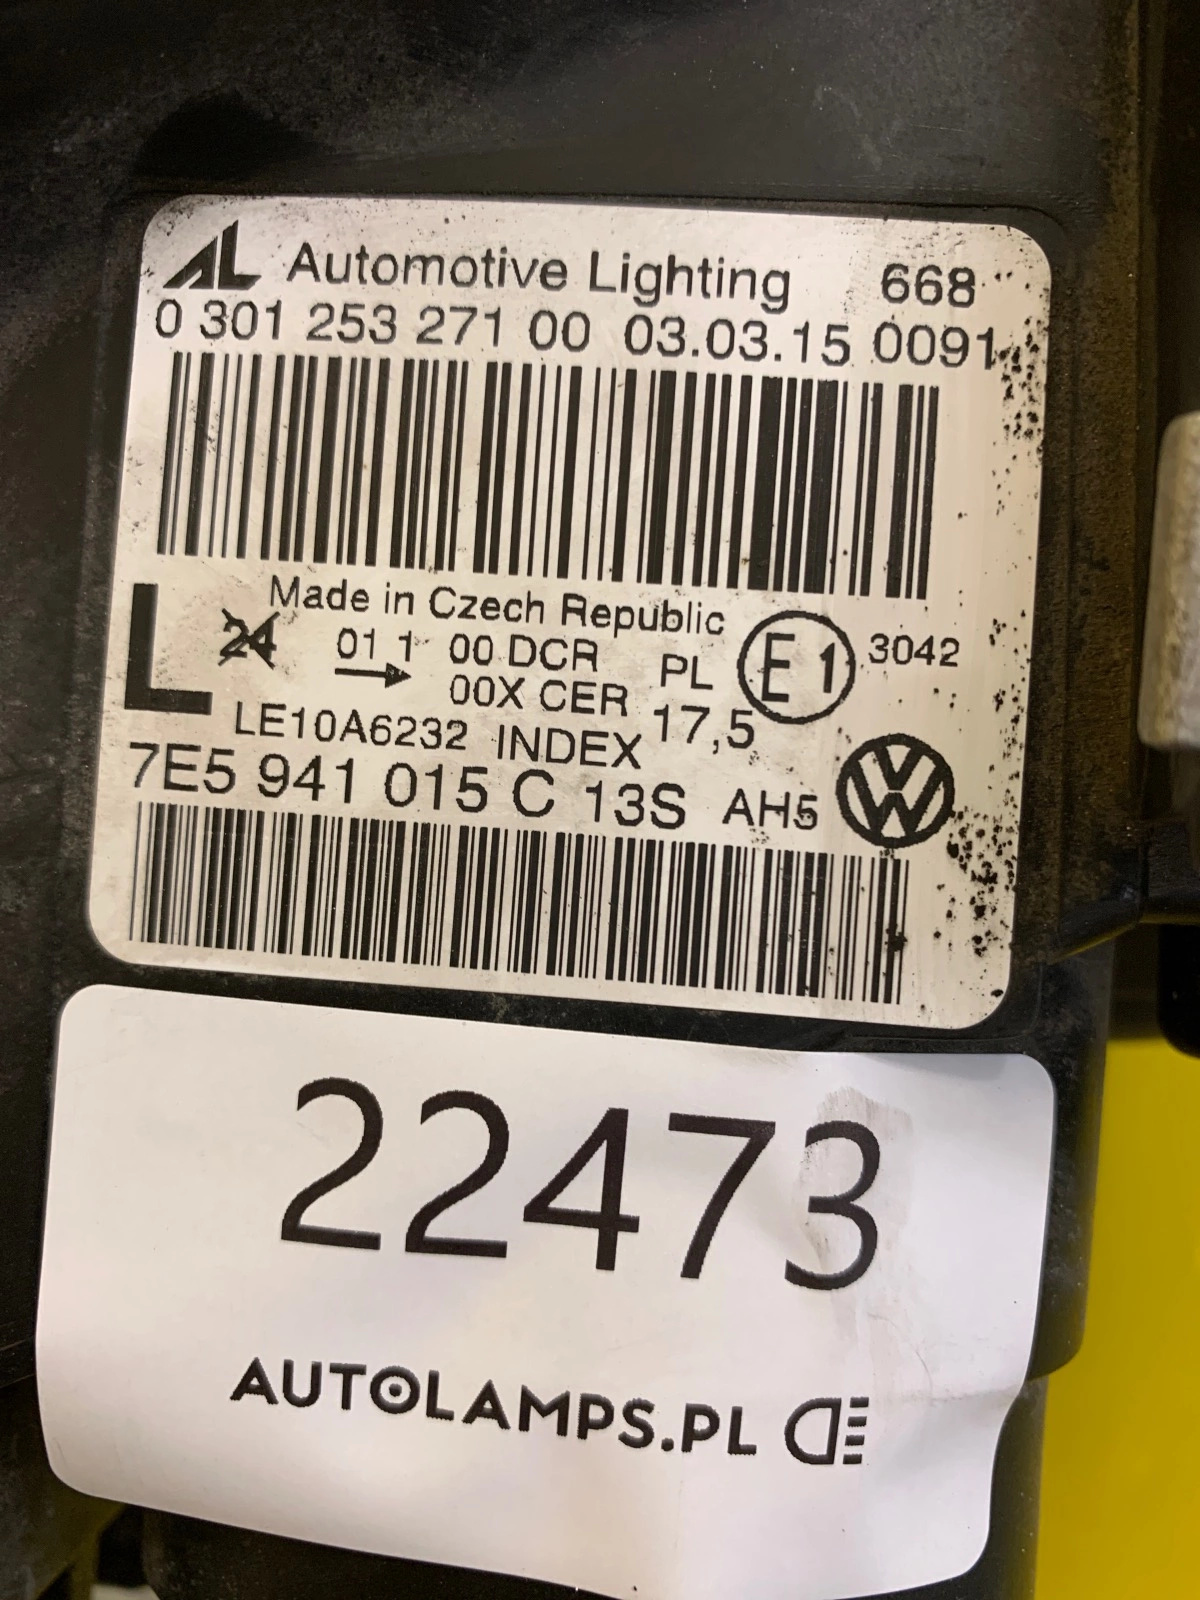 AL Automotive Lighting 668
0 301 253 271 00 03.03.15 0091
Made in Czech Republic
L 24 01 1 00 DCR PL E1 3042
00X CER 17,5
LE10A6232 INDEX
7E5 941 015 C 13S AH5 VW
22473
AUTOLAMPS.PL